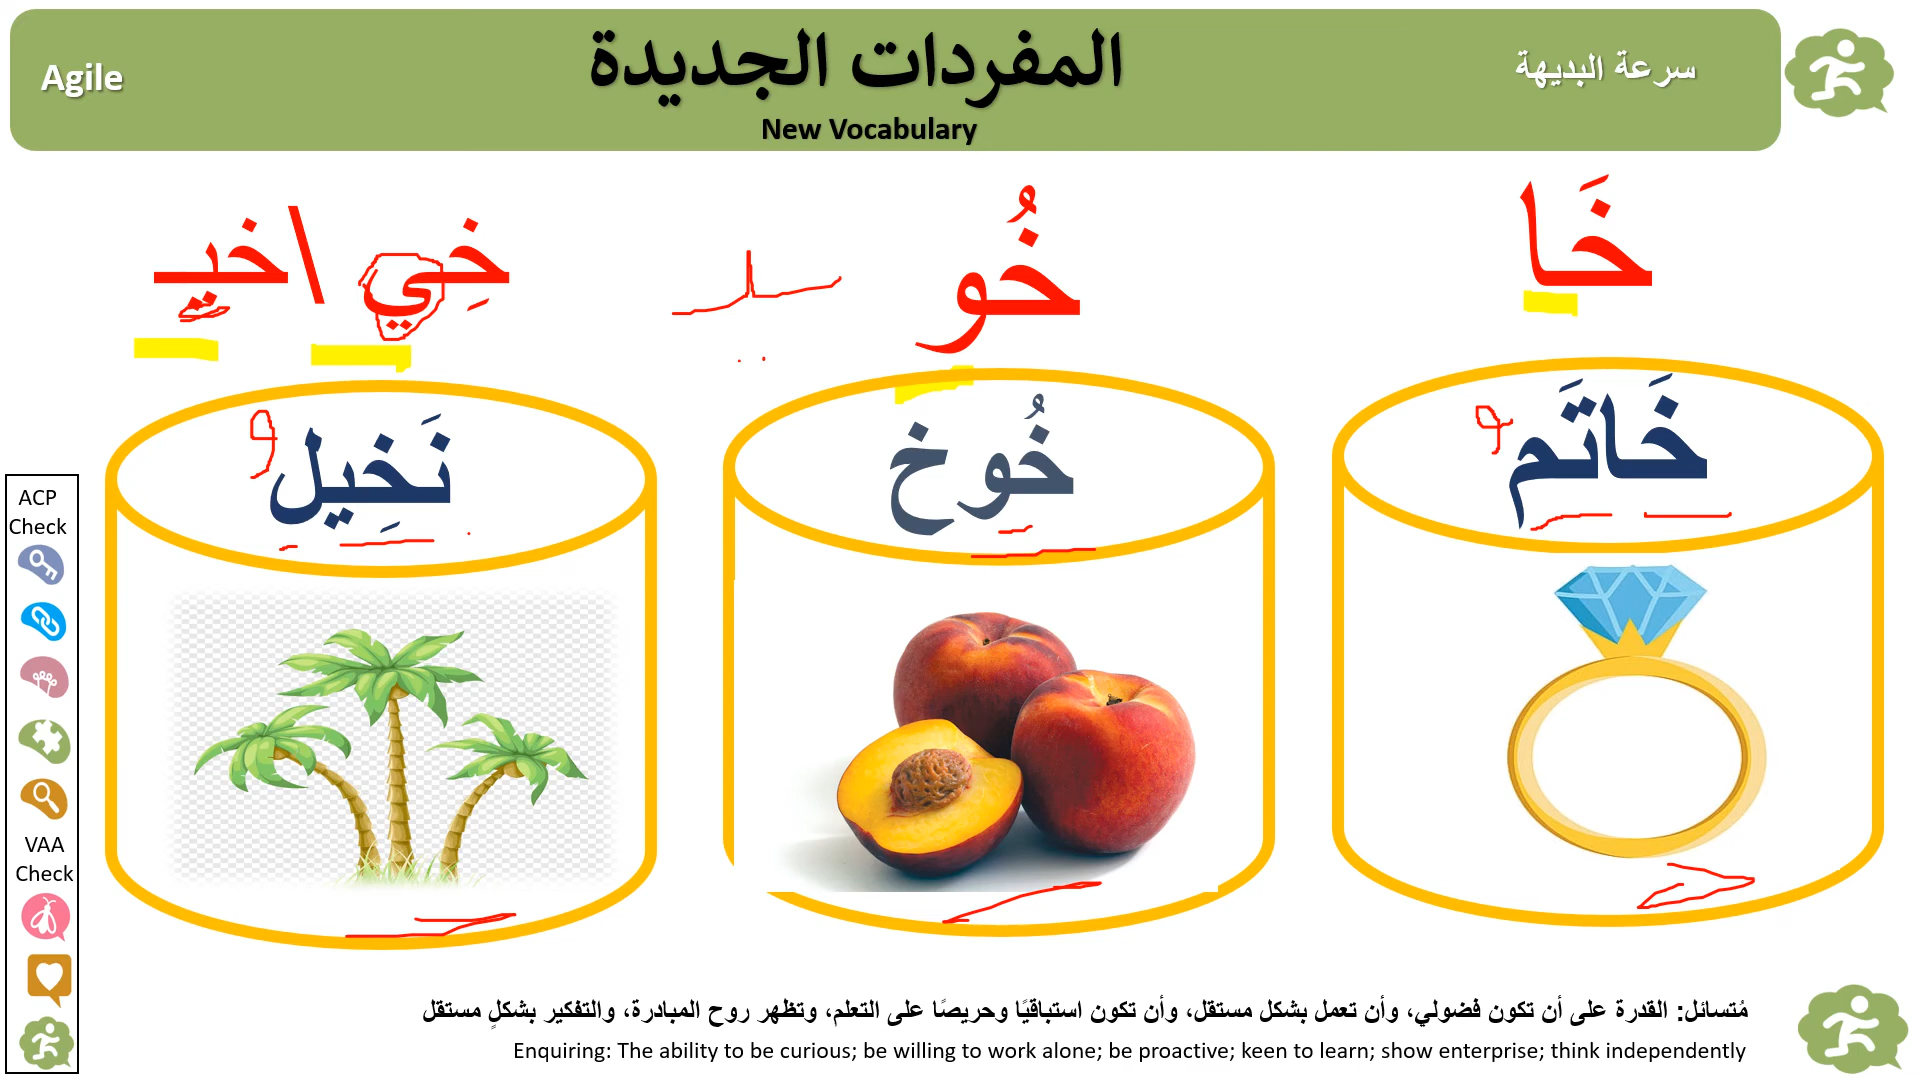 سرعة البديهة
المفردات الجديدة
Agile
New Vocabulary
خَا
خُو
خِي \ خيـ
خَاتَم
خُوخ
نَخِيل
ACP
Check
VAA
Check
مُتسائل: القدرة على أن تكون فضولي، وأن تعمل بشكل مستقل، وأن تكون استباقيًا وحريصًا على التعلم، وتظهر روح المبادرة، والتفكير بشكلٍ مستقل
Enquiring: The ability to be curious; be willing to work alone; be proactive; keen to learn; show enterprise; think independently